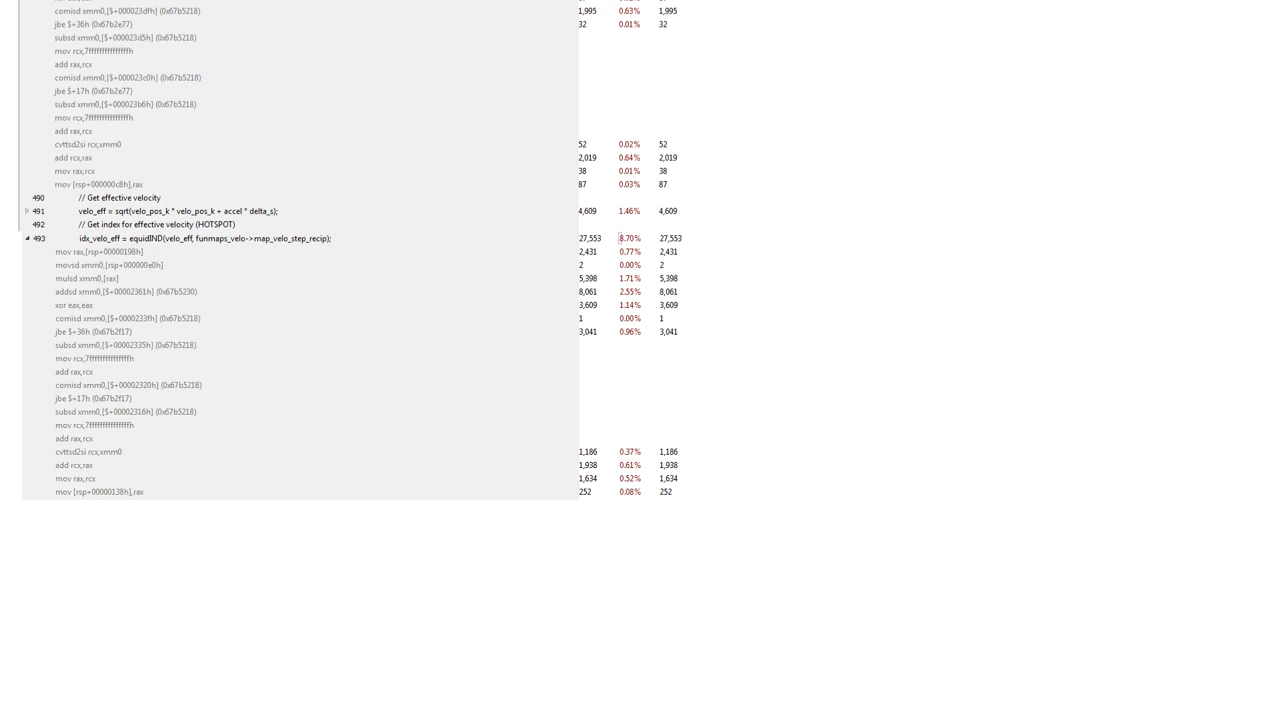 comisd xmm0,[$+000023dfh] (0x67b5218) 1,995 0.63% 1,995
jbe $+36h (0x67b2e77) 32 0.01% 32
subsd xmm0,[$+000023d5h] (0x67b5218)
mov rcx,7fffffffffffffffh
add rax,rcx
comisd xmm0,[$+000023c0h] (0x67b5218)
jbe $+17h (0x67b2e77)
subsd xmm0,[$+000023b6h] (0x67b5218)
mov rcx,7fffffffffffffffh
add rax,rcx
cvttsd2si rcx,xmm0 52 0.02% 52
add rcx,rax 2,019 0.64% 2,019
mov rax,rcx 38 0.01% 38
mov [rsp+000000c8h],rax 87 0.03% 87
490 // Get effective velocity
491 velo_eff = sqrt(velo_pos_k * velo_pos_k + accel * delta_s); 4,609 1.46% 4,609
492 // Get index for effective velocity (HOTSPOT)
493 idx_velo_eff = equidIND(velo_eff, funmaps_velo->map_velo_step_recip); 27,553 8.70% 27,553
mov rax,[rsp+00000198h] 2,431 0.77% 2,431
movsd xmm0,[rsp+000000e0h] 2 0.00% 2
mulsd xmm0,[rax] 5,398 1.71% 5,398
addsd xmm0,[$+00002361h] (0x67b5230) 8,061 2.55% 8,061
xor eax,eax 3,609 1.14% 3,609
comisd xmm0,[$+0000233fh] (0x67b5218) 1 0.00% 1
jbe $+36h (0x67b2f17) 3,041 0.96% 3,041
subsd xmm0,[$+00002335h] (0x67b5218)
mov rcx,7fffffffffffffffh
add rax,rcx
comisd xmm0,[$+00002320h] (0x67b5218)
jbe $+17h (0x67b2f17)
subsd xmm0,[$+00002316h] (0x67b5218)
mov rcx,7fffffffffffffffh
add rax,rcx
cvttsd2si rcx,xmm0 1,186 0.37% 1,186
add rcx,rax 1,938 0.61% 1,938
mov rax,rcx 1,634 0.52% 1,634
mov [rsp+00000138h],rax 252 0.08% 252